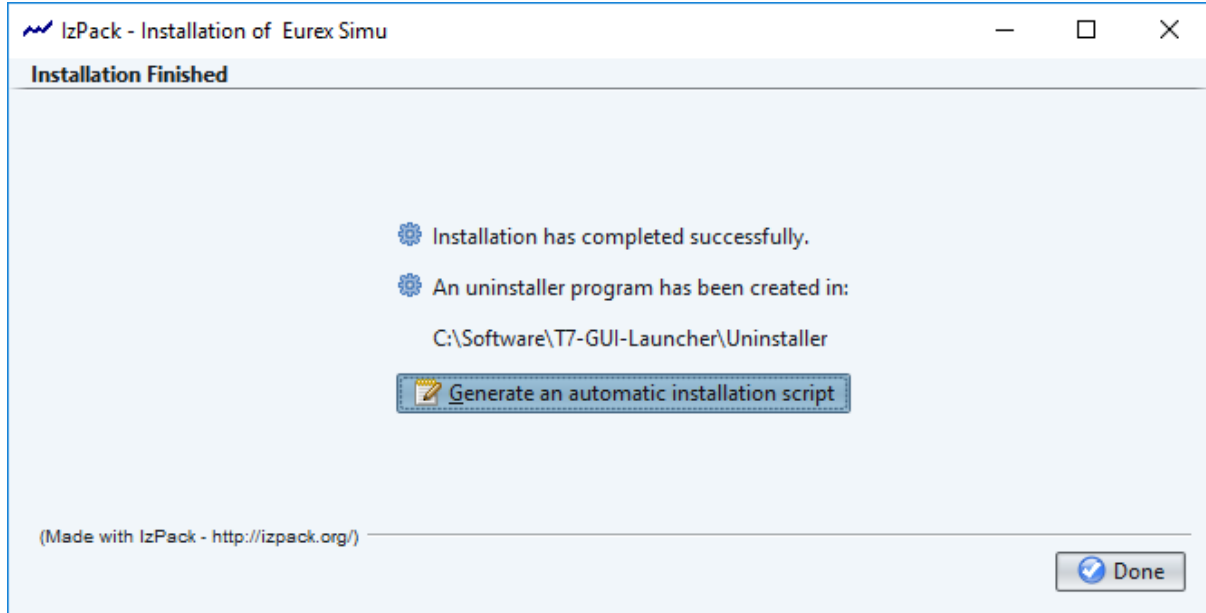 IzPack - Installation of  Eurex Simu
Installation Finished
Installation has completed successfully.
An uninstaller program has been created in:
C:\Software\T7-GUI-Launcher\Uninstaller
Generate an automatic installation script
(Made with IzPack - http://izpack.org/)
Done